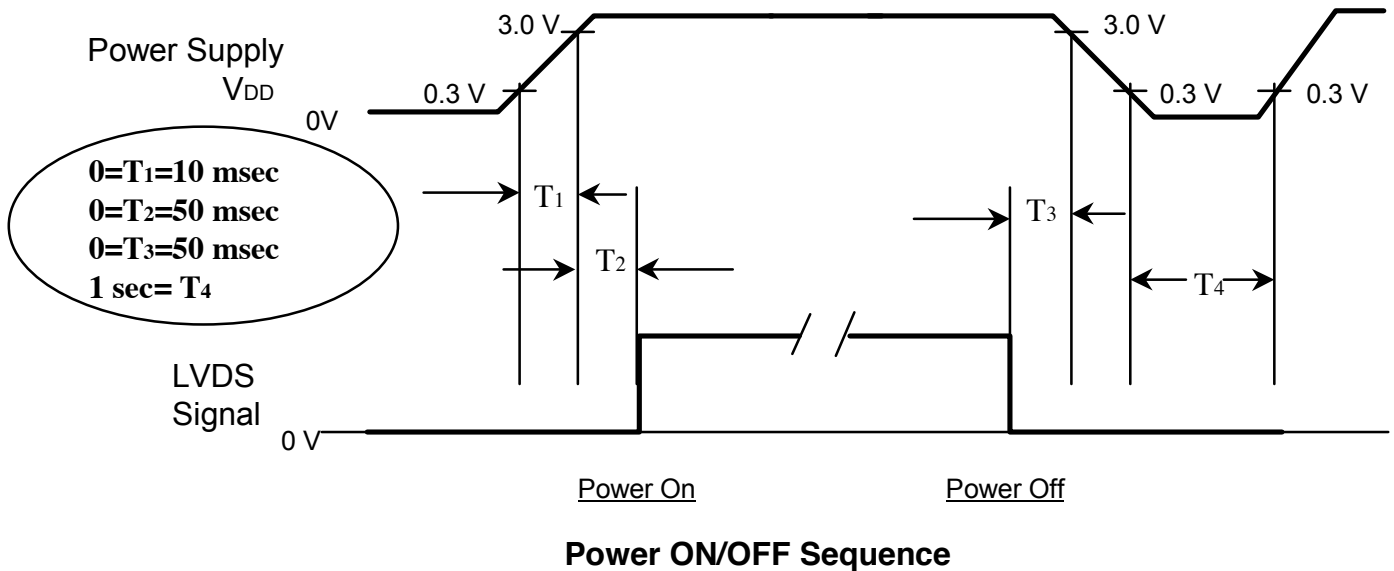 3.0 V
3.0 V
Power Supply
VDD
0.3 V
0.3 V
0.3 V
0V
0=T1=10 msec
0=T2=50 msec
0=T3=50 msec
1 sec= T4
T1
T2
T3
T4
LVDS
Signal
0 V
Power On
Power Off
Power ON/OFF Sequence